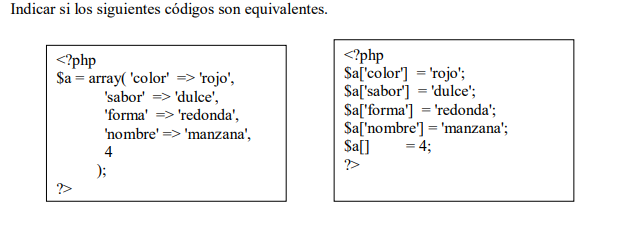 Indicar si los siguientes códigos son equivalentes.
<?php
$a = array( 'color' => 'rojo',
'sabor' => 'dulce',
'forma' => 'redonda',
'nombre' => 'manzana',
4
);
?>
<?php
$a['color'] = 'rojo';
$a['sabor'] = 'dulce';
$a['forma'] = 'redonda';
$a['nombre'] = 'manzana';
$a[] = 4;
?>